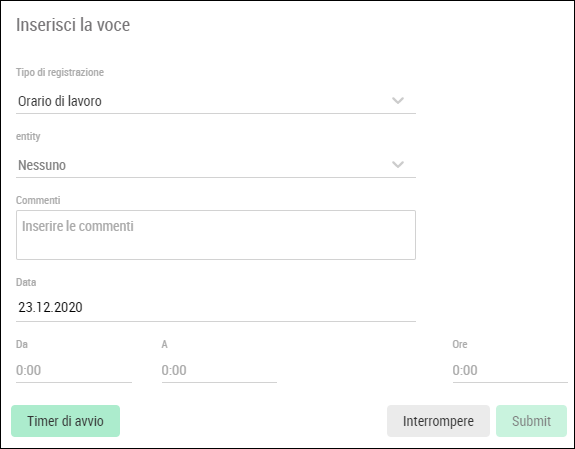 Inserisci la voce
Tipo di registrazione
Orario di lavoro
entity
Nessuno
Commenti
Inserire le commenti
Data
23.12.2020
Da A Ore
0:00 0:00 0:00
Timer di avvio Interrompere Submit